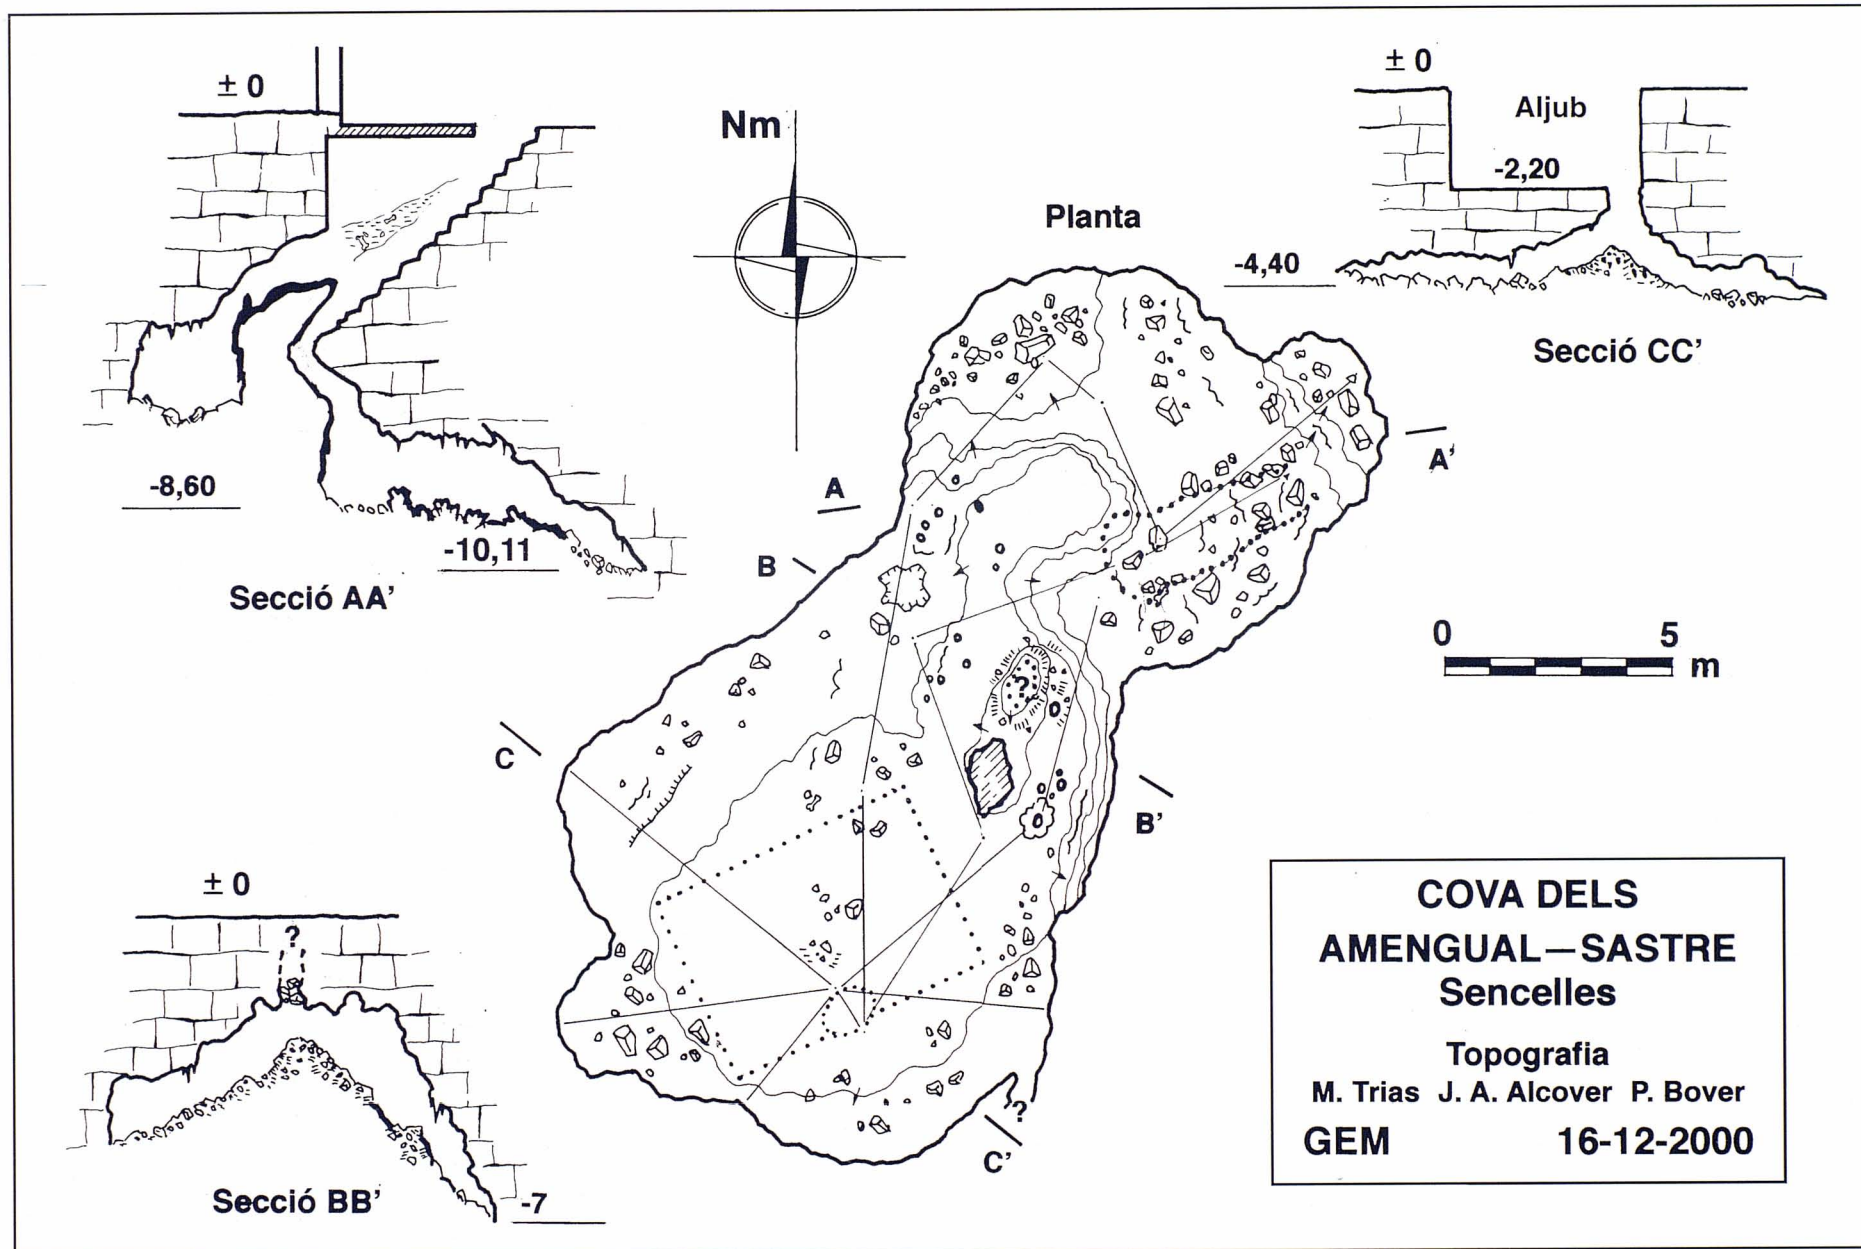 ± 0
-8,60
-10,11
Secció AA’
Nm
Planta
± 0
Aljub
-2,20
-4,40
Secció CC’
A
A’
B
B’
C
C’
?
?
0 5
m
± 0
?
-7
Secció BB’
COVA DELS
AMENGUAL—SASTRE
Sencelles
Topografia
M. Trias J. A. Alcover P. Bover
GEM 16-12-2000